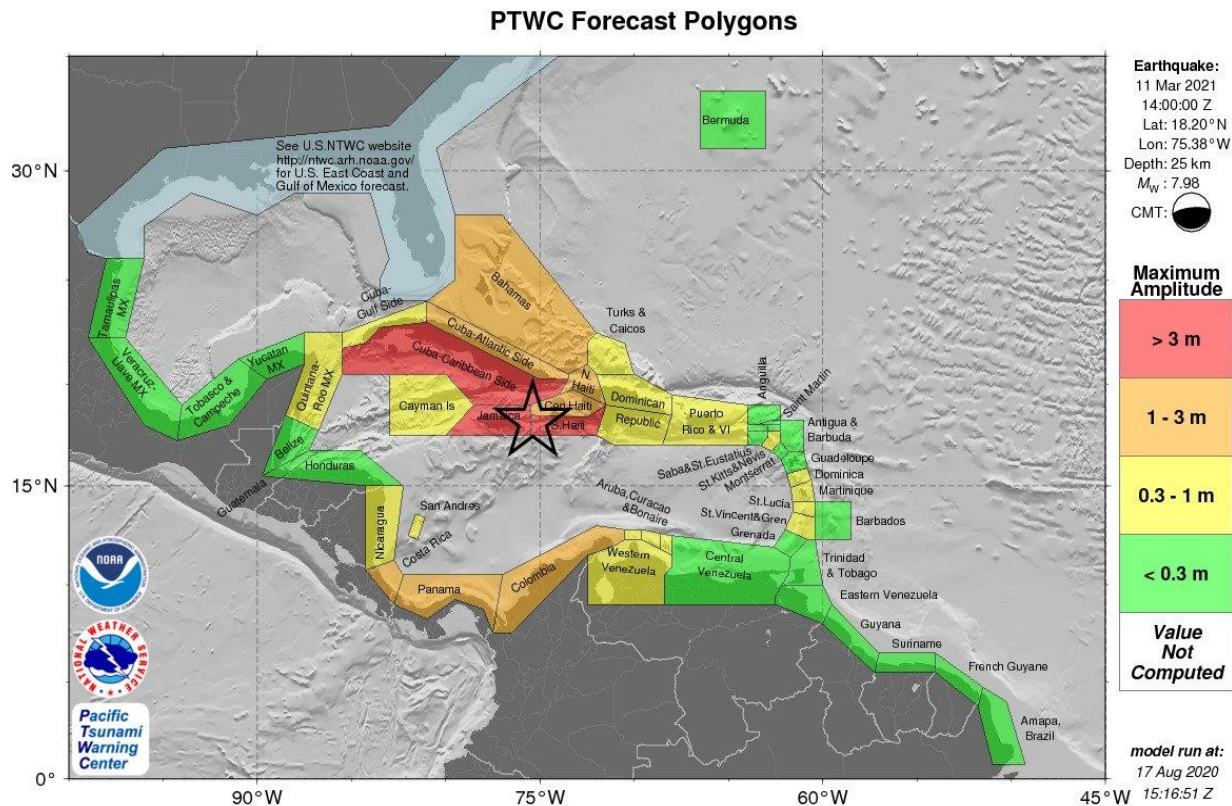 PTWC Forecast Polygons
Earthquake:
11 Mar 2021
14:00:00 Z
Lat: 18.20°N
Lon: 75.38°W
Depth: 25 km
Mw : 7.98
CMT:
Maximum
Amplitude
> 3 m
1 - 3 m
0.3 - 1 m
< 0.3 m
Value
Not
Computed
model run at:
17 Aug 2020
15:16:51 Z
30°N
15°N
0°
90°W
75°W
60°W
45°W
See U.S.NTWC website
http://ntwc.arh.noaa.gov/
for U.S. East Coast and
Gulf of Mexico forecast.
Bermuda
Tamaulipas
MX
Veracruz-
Llave MX
Tobasco &
Campeche
Yucatan
MX
Quintana-
Roo MX
Belize
Honduras
Guatemala
Cuba-
Gulf Side
Bahamas
Cuba-Atlantic Side
Cuba-Caribbean Side
Turks &
Caicos
N.
Haiti
Cen.Haiti
S.Haiti
Jamaica
Cayman Is
Dominican
Republic
Puerto
Rico & VI
Anguilla
Saint Martin
Antigua &
Barbuda
Saba&St.Eustatius
St.Kitts&Nevis
Montserrat
Guadeloupe
Dominica
Martinique
St.Lucia
St.Vincent&Gren
Barbados
Grenada
Aruba,Curacao
&Bonaire
San Andres
Nicaragua
Costa Rica
Panama
Colombia
Western
Venezuela
Central
Venezuela
Trinidad
& Tobago
Eastern Venezuela
Guyana
Suriname
French Guyane
Amapa,
Brazil
NOAA
NATIONAL WEATHER SERVICE
Pacific
Tsunami
Warning
Center